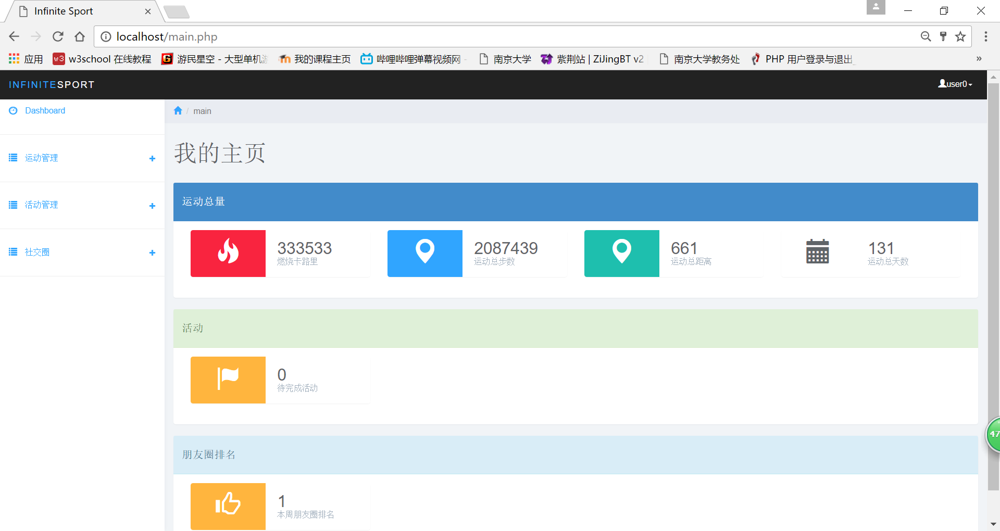 Infinite Sport
localhost/main.php
应用
w3
w3school 在线教程
G
游民星空 - 大型单机游
我的课程主页
哔哩哔哩弹幕视频网 -
南京大学
紫荆站 | ZiJingBT v2
南京大学教务处
PHP 用户登录与退出_
»
INFINITESPORT
user0
Dashboard
运动管理
活动管理
社交圈
/ main
我的主页
运动总量
333533
燃烧卡路里
2087439
运动总步数
661
运动总距离
131
运动总天数
活动
0
待完成活动
朋友圈排名
1
本周朋友圈排名
47